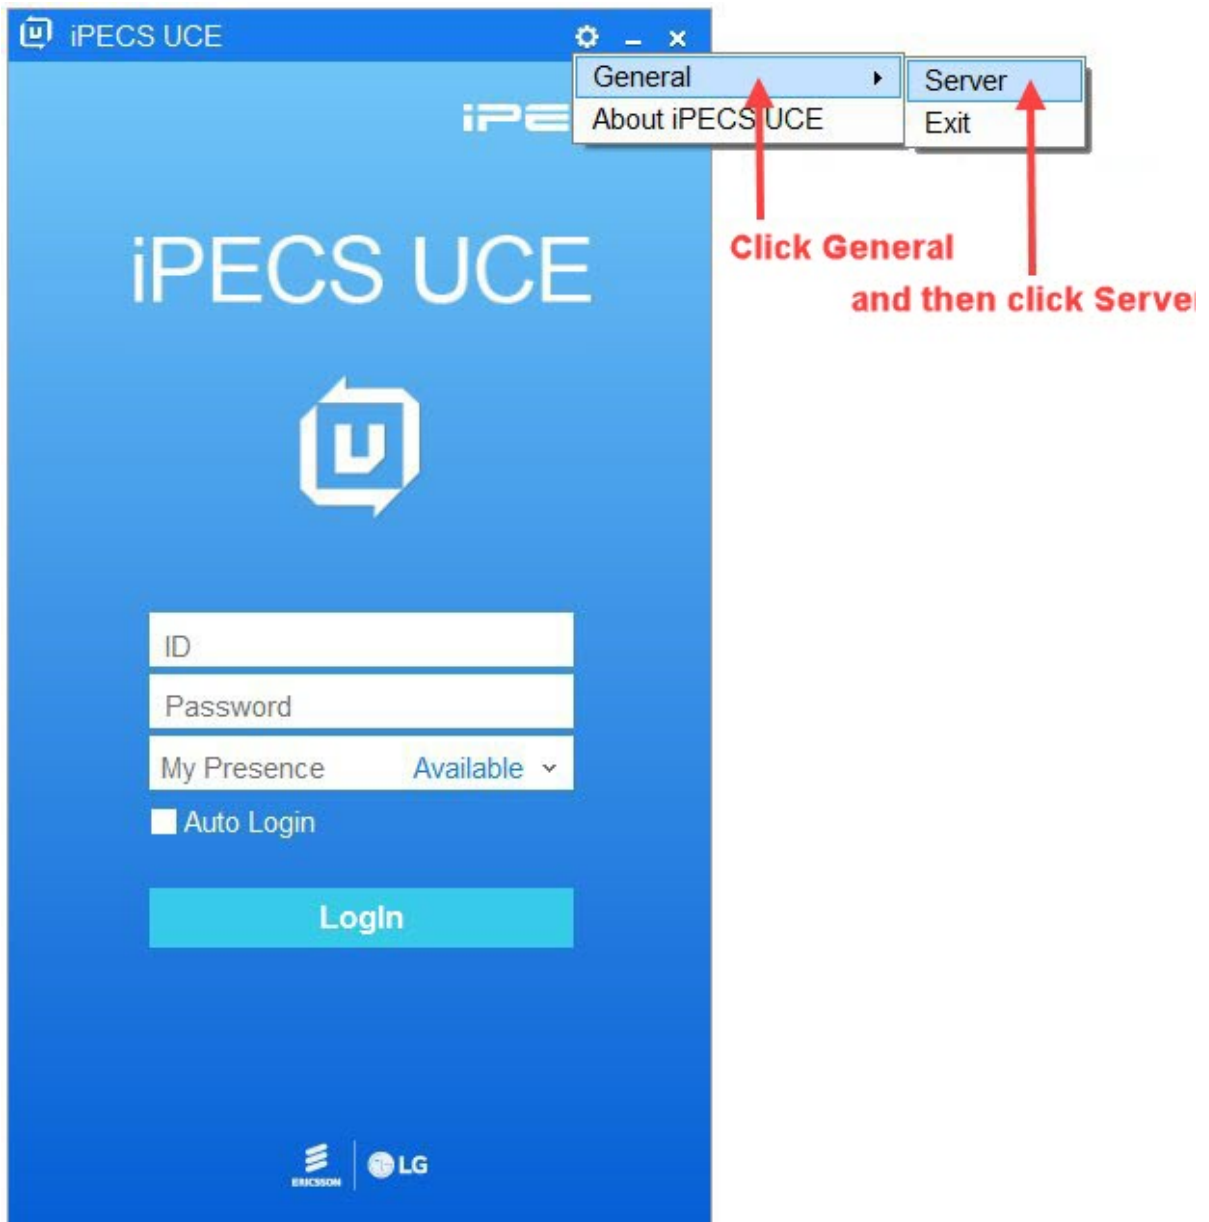 iPECS UCE
General
Server
iPE
About iPECS UCE
Exit
Click General
and then click Serve
iPECS UCE
U
ID
Password
My Presence Available
Auto Login
LogIn
ERICSSON LG